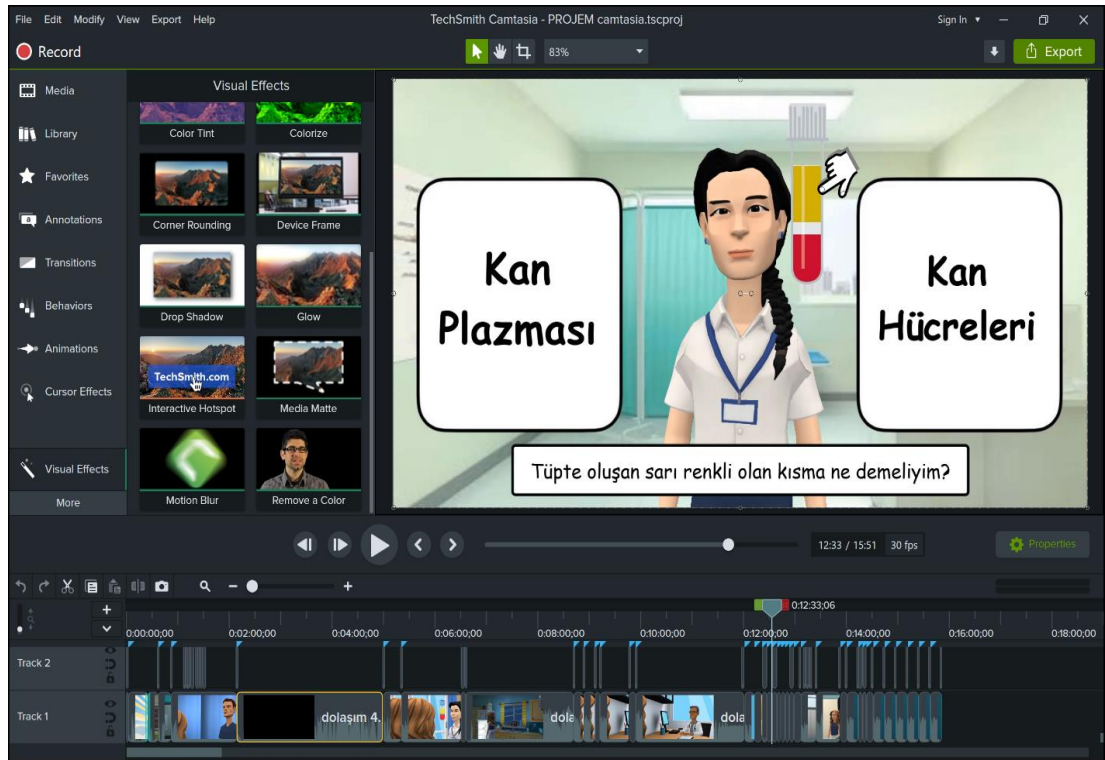 File Edit Modify View Export Help
TechSmith Camtasia - PROJEM camtasia.tscproj
Sign In
Record
83%
Export
Media
Library
Favorites
Annotations
Transitions
Behaviors
Animations
Cursor Effects
Visual Effects
More
Visual Effects
Color Tint
Colorize
Corner Rounding
Device Frame
Drop Shadow
Glow
TechSmith.com
Interactive Hotspot
Media Matte
Motion Blur
Remove a Color
Kan
Plazması
Kan
Hücreleri
Tüpte oluşan sarı renkli olan kısma ne demeliyim?
12:33 / 15:51 30 fps
Properties
0:12:33;06
0:00:00;00 0:02:00;00 0:04:00;00 0:06:00;00 0:08:00;00 0:10:00;00 0:12:00;00 0:14:00;00 0:16:00;00 0:18:00;00
Track 2
Track 1
dolaşım 4. dola dola